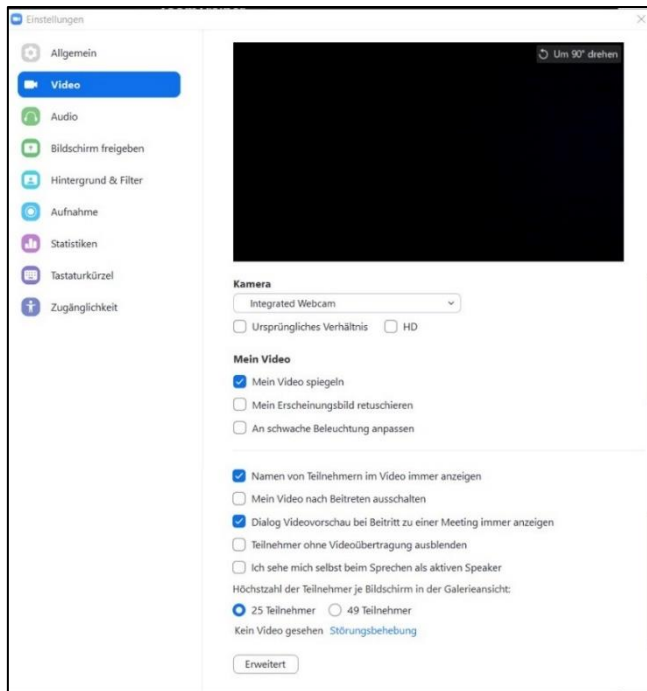 Einstellungen
Allgemein
Video
Audio
Bildschirm freigeben
Hintergrund & Filter
Aufnahme
Statistiken
Tastaturkürzel
Zugänglichkeit
Um 90° drehen
Kamera
Integrated Webcam
Ursprüngliches Verhältnis HD
Mein Video
Mein Video spiegeln
Mein Erscheinungsbild retuschieren
An schwache Beleuchtung anpassen
Namen von Teilnehmern im Video immer anzeigen
Mein Video nach Beitreten ausschalten
Dialog Videovorschau bei Beitritt zu einer Meeting immer anzeigen
Teilnehmer ohne Videoübertragung ausblenden
Ich sehe mich selbst beim Sprechen als aktiven Speaker
Höchstzahl der Teilnehmer je Bildschirm in der Galerieansicht:
25 Teilnehmer 49 Teilnehmer
Kein Video gesehen Störungsbehebung
Erweitert